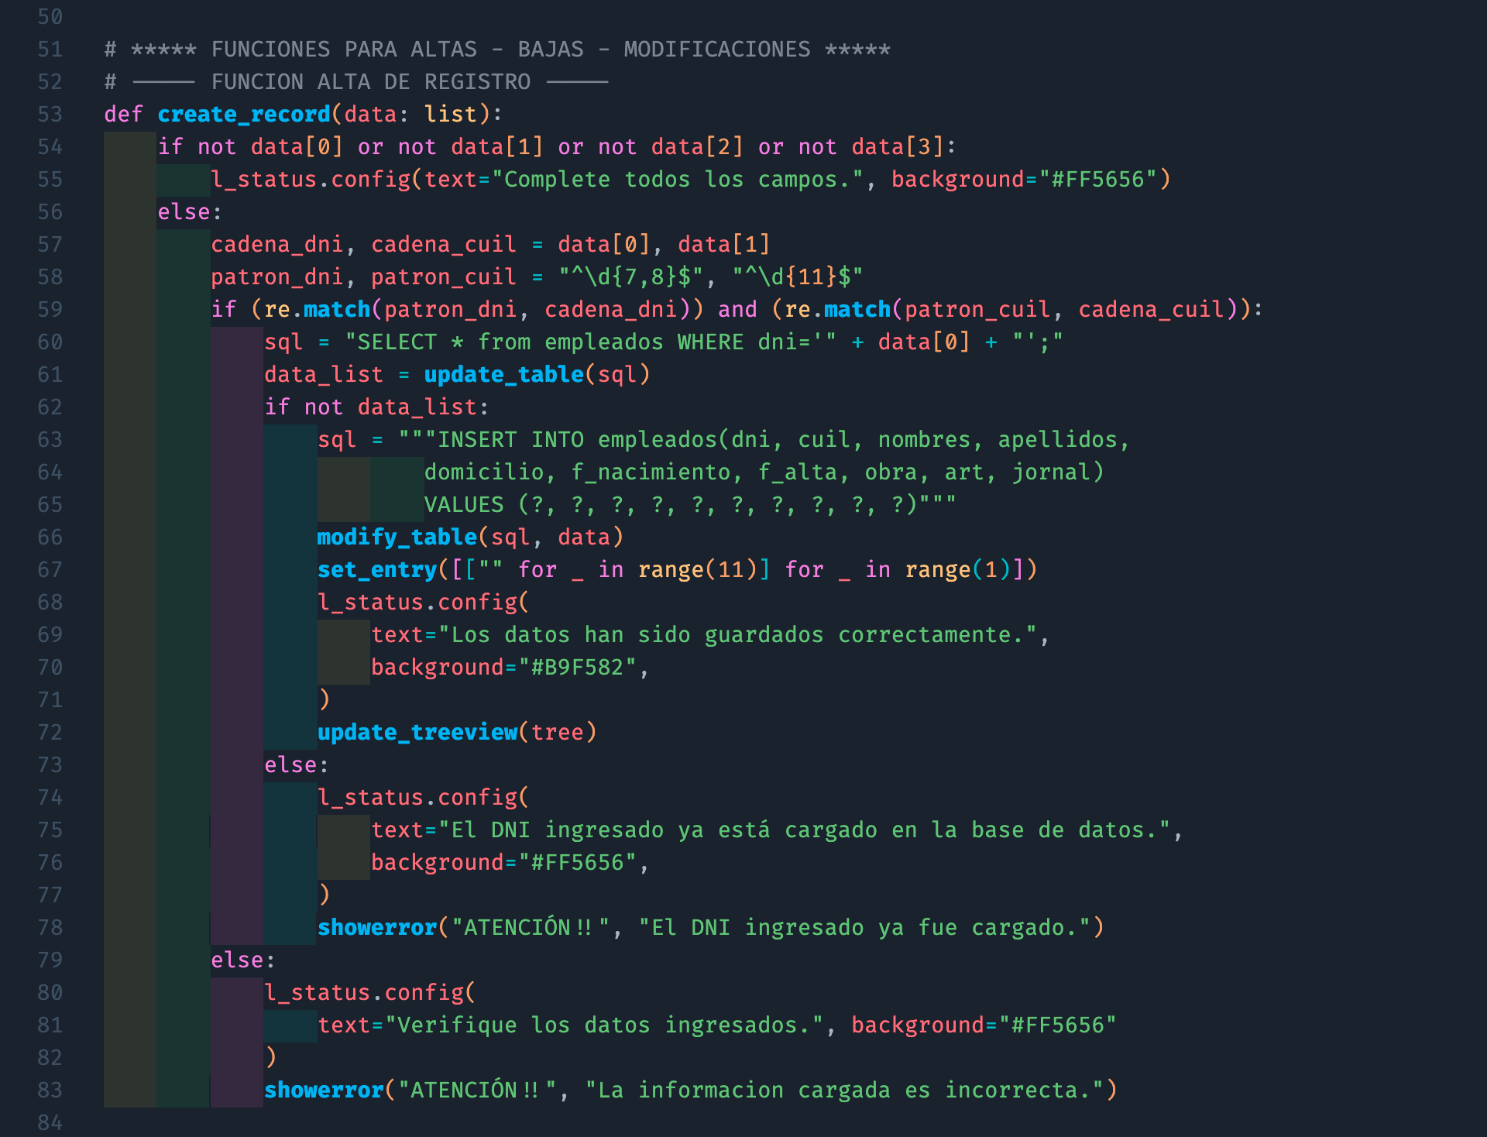 50
51 # ***** FUNCIONES PARA ALTAS - BAJAS - MODIFICACIONES *****
52 # ----- FUNCION ALTA DE REGISTRO -----
53 def create_record(data: list):
54     if not data[0] or not data[1] or not data[2] or not data[3]:
55         l_status.config(text="Complete todos los campos.", background="#FF5656")
56     else:
57         cadena_dni, cadena_cuil = data[0], data[1]
58         patron_dni, patron_cuil = "^\d{7,8}$", "^\d{11}$"
59         if (re.match(patron_dni, cadena_dni)) and (re.match(patron_cuil, cadena_cuil)):
60             sql = "SELECT * from empleados WHERE dni='" + data[0] + "';"
61             data_list = update_table(sql)
62             if not data_list:
63                 sql = """INSERT INTO empleados(dni, cuil, nombres, apellidos,
64                         domicilio, f_nacimiento, f_alta, obra, art, jornal)
65                         VALUES (?, ?, ?, ?, ?, ?, ?, ?, ?, ?)"""
66                 modify_table(sql, data)
67                 set_entry([["" for _ in range(11)] for _ in range(1)])
68                 l_status.config(
69                     text="Los datos han sido guardados correctamente.",
70                     background="#B9F582",
71                 )
72                 update_treeview(tree)
73             else:
74                 l_status.config(
75                     text="El DNI ingresado ya está cargado en la base de datos.",
76                     background="#FF5656",
77                 )
78                 showerror("ATENCIÓN!!", "El DNI ingresado ya fue cargado.")
79         else:
80             l_status.config(
81                 text="Verifique los datos ingresados.", background="#FF5656"
82             )
83             showerror("ATENCIÓN!!", "La informacion cargada es incorrecta.")
84